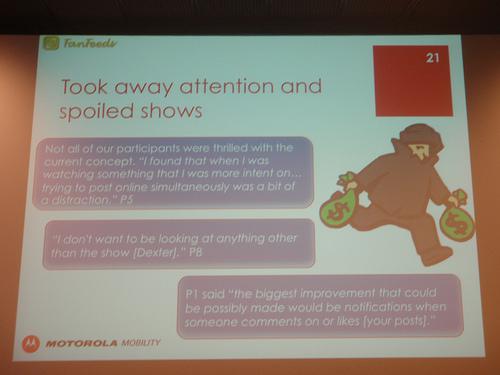 FanFeeds
21
Took away attention and
spoiled shows
Not all of our participants were thrilled with the
current concept. "I found that when I was
watching something that I was more intent on…
trying to post online simultaneously was a bit of
a distraction." P5
"I don't want to be looking at anything other
than the show [Dexter]." P8
P1 said "the biggest improvement that could
be possibly made would be notifications when
someone comments on or likes [your posts]."
MOTOROLA MOBILITY